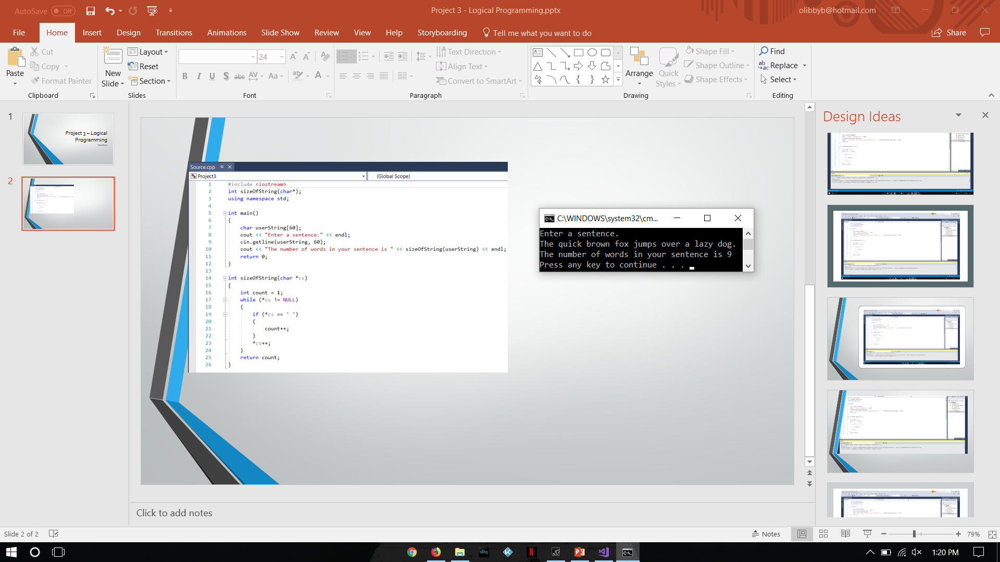 AutoSave Off
Project 3 - Logical Programming.pptx
olibbyb@hotmail.com
File Home Insert Design Transitions Animations Slide Show Review View Help Storyboarding Tell me what you want to do
Share
Paste
Cut
Copy
Format Painter
Clipboard
New Slide
Layout
Reset
Section
Slides
24
B I U S abc AV Aa
A
Font
Text Direction
Align Text
Convert to SmartArt
Paragraph
Arrange
Quick Styles
Shape Fill
Shape Outline
Shape Effects
Drawing
Find
Replace
Select
Editing
1
Project 3 – Logical
Programming
2
Source.cpp
Project3
(Global Scope)
1 #include <iostream>
2 int sizeOfString(char*);
3 using namespace std;
4
5 int main()
6 {
7 char userString[60];
8 cout << "Enter a sentence." << endl;
9 cin.getline(userString, 60);
10 cout << "The number of words in your sentence is " << sizeOfString(userString) << endl;
11 return 0;
12 }
13
14 int sizeOfString(char *cs)
15 {
16 int count = 1;
17 while (*cs != NULL)
18 {
19 if (*cs == ' ')
20 {
21 count++;
22 }
23 *cs++;
24 }
25 return count;
26 }
C:\WINDOWS\system32\cm...
Enter a sentence.
The quick brown fox jumps over a lazy dog.
The number of words in your sentence is 9
Press any key to continue . . .
Design Ideas
Click to add notes
Slide 2 of 2
Notes
79%
sling
1:20 PM